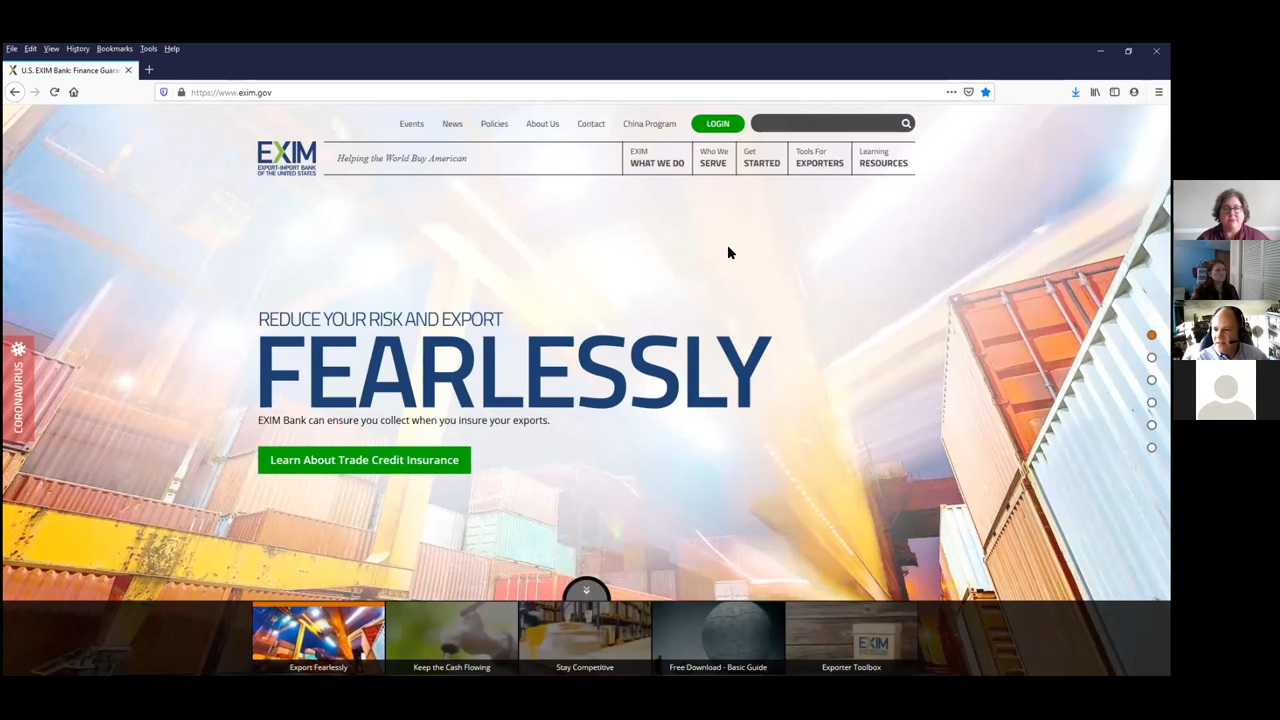 File Edit View History Bookmarks Tools Help
U.S. EXIM Bank: Finance Guara
https://www.exim.gov
Events News Policies About Us Contact China Program LOGIN
EXIM
EXPORT-IMPORT BANK
OF THE UNITED STATES
Helping the World Buy American
EXIM
WHAT WE DO
Who We
SERVE
Get
STARTED
Tools For
EXPORTERS
Learning
RESOURCES
REDUCE YOUR RISK AND EXPORT
FEARLESSLY
EXIM Bank can ensure you collect when you insure your exports.
Learn About Trade Credit Insurance
CORONAVIRUS
EXIM
Export Fearlessly
Keep the Cash Flowing
Stay Competitive
Free Download - Basic Guide
Exporter Toolbox